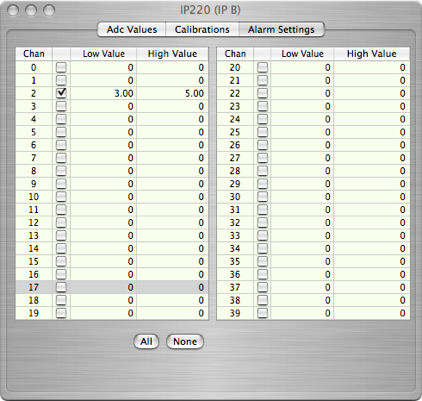 IP220 (IP B)
Adc Values Calibrations Alarm Settings
Chan Low Value High Value Chan Low Value High Value
0 0 0 20 0 0
1 0 0 21 0 0
2 3.00 5.00 22 0 0
3 0 0 23 0 0
4 0 0 24 0 0
5 0 0 25 0 0
6 0 0 26 0 0
7 0 0 27 0 0
8 0 0 28 0 0
9 0 0 29 0 0
10 0 0 30 0 0
11 0 0 31 0 0
12 0 0 32 0 0
13 0 0 33 0 0
14 0 0 34 0 0
15 0 0 35 0 0
16 0 0 36 0 0
17 0 0 37 0 0
18 0 0 38 0 0
19 0 0 39 0 0
All None